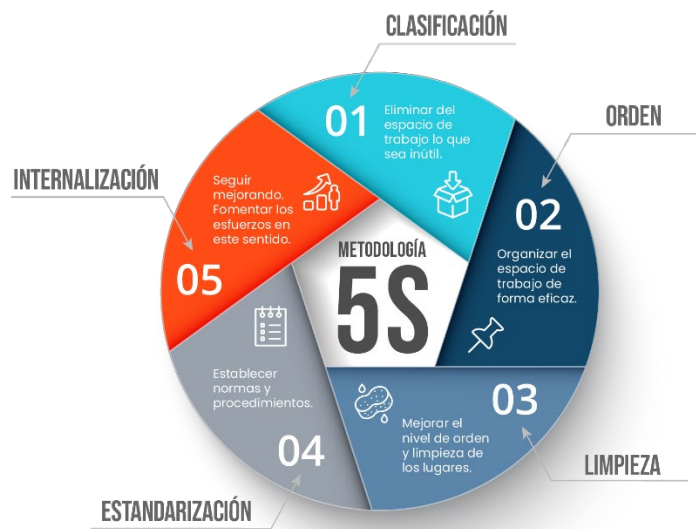 CLASIFICACIÓN
01
Eliminar del
espacio de
trabajo lo que
sea inútil.
ORDEN
02
Organizar el
espacio de
trabajo de
forma eficaz.
INTERNALIZACIÓN
Seguir
mejorando.
Fomentar los
esfuerzos en
este sentido.
05
METODOLOGÍA
5S
Establecer
normas y
procedimientos.
04
03
Mejorar el
nivel de orden
y limpieza de
los lugares.
LIMPIEZA
ESTANDARIZACIÓN